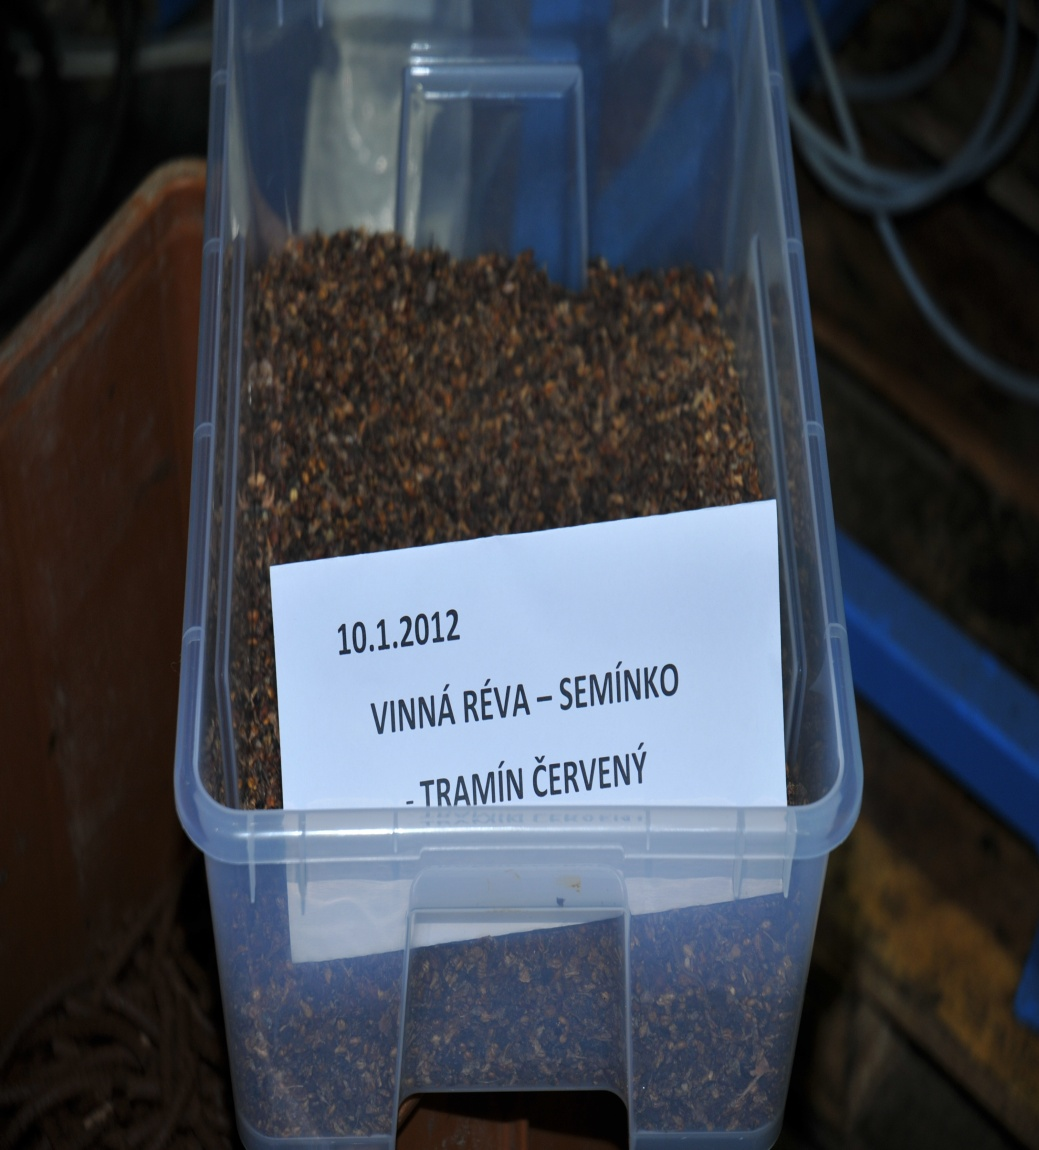 10.1.2012
VINNÁ RÉVA – SEMÍNKO
- TRAMÍN ČERVENÝ